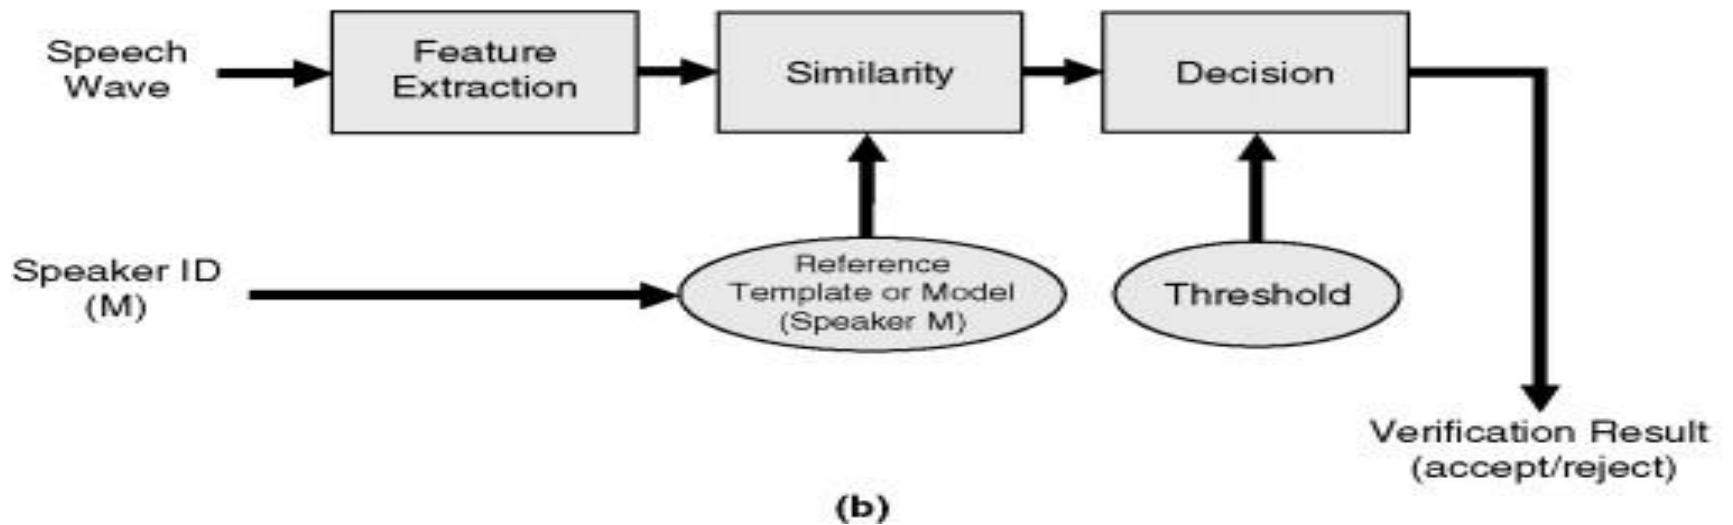 Speech
Wave
Feature
Extraction
Similarity
Decision
Speaker ID
(M)
Reference
Template or Model
(Speaker M)
Threshold
Verification Result
(accept/reject)
(b)